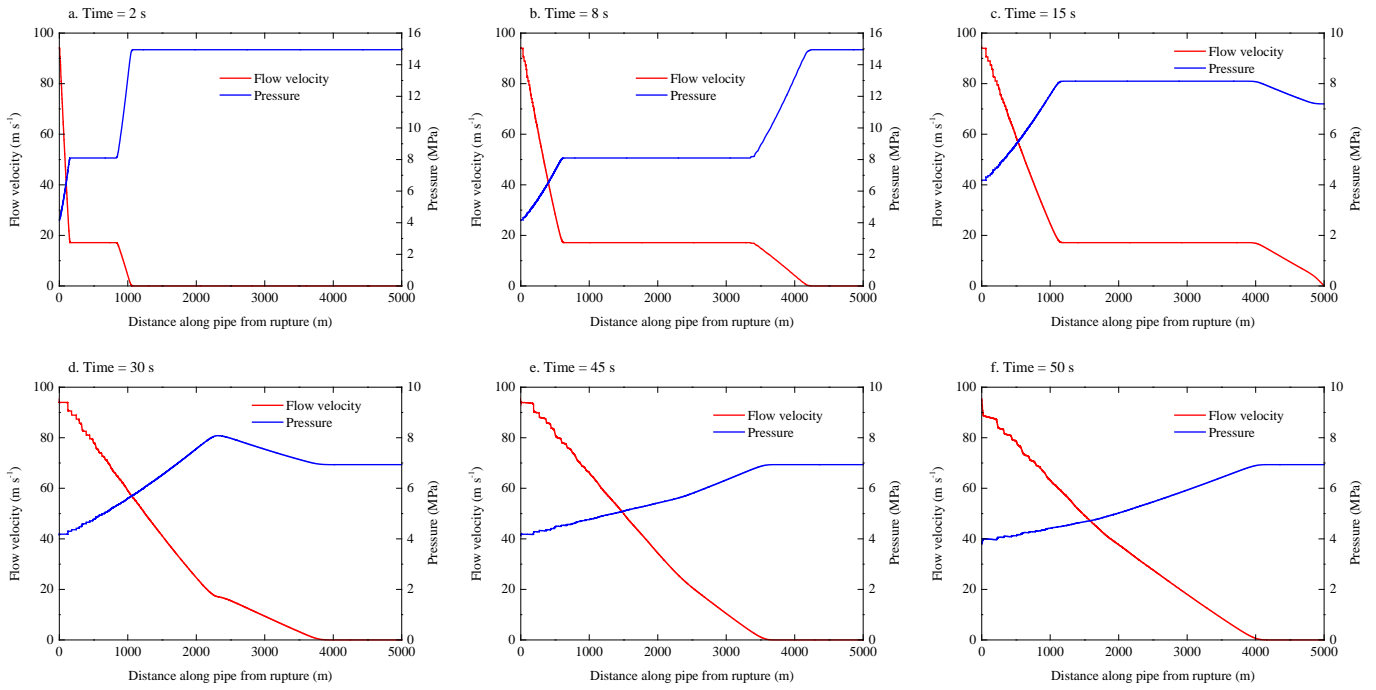 a. Time = 2 s
100
80
60
40
20
0
16
14
12
10
8
6
4
2
0
Flow velocity
Pressure
Flow velocity (m s⁻¹)
Pressure (MPa)
0 1000 2000 3000 4000 5000
Distance along pipe from rupture (m)
b. Time = 8 s
100
80
60
40
20
0
16
14
12
10
8
6
4
2
0
Flow velocity
Pressure
Flow velocity (m s⁻¹)
Pressure (MPa)
0 1000 2000 3000 4000 5000
Distance along pipe from rupture (m)
c. Time = 15 s
100
80
60
40
20
0
10
8
6
4
2
0
Flow velocity
Pressure
Flow velocity (m s⁻¹)
Pressure (MPa)
0 1000 2000 3000 4000 5000
Distance along pipe from rupture (m)
d. Time = 30 s
100
80
60
40
20
0
10
8
6
4
2
0
Flow velocity
Pressure
Flow velocity (m s⁻¹)
Pressure (MPa)
0 1000 2000 3000 4000 5000
Distance along pipe from rupture (m)
e. Time = 45 s
100
80
60
40
20
0
10
8
6
4
2
0
Flow velocity
Pressure
Flow velocity (m s⁻¹)
Pressure (MPa)
0 1000 2000 3000 4000 5000
Distance along pipe from rupture (m)
f. Time = 50 s
100
80
60
40
20
0
10
8
6
4
2
0
Flow velocity
Pressure
Flow velocity (m s⁻¹)
Pressure (MPa)
0 1000 2000 3000 4000 5000
Distance along pipe from rupture (m)